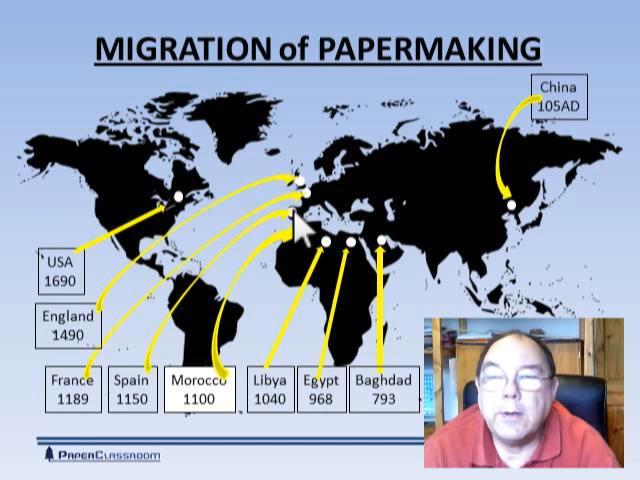 MIGRATION of PAPERMAKING
China
105AD
USA
1690
England
1490
France
1189
Spain
1150
Morocco
1100
Libya
1040
Egypt
968
Baghdad
793
PAPERCLASSROOM